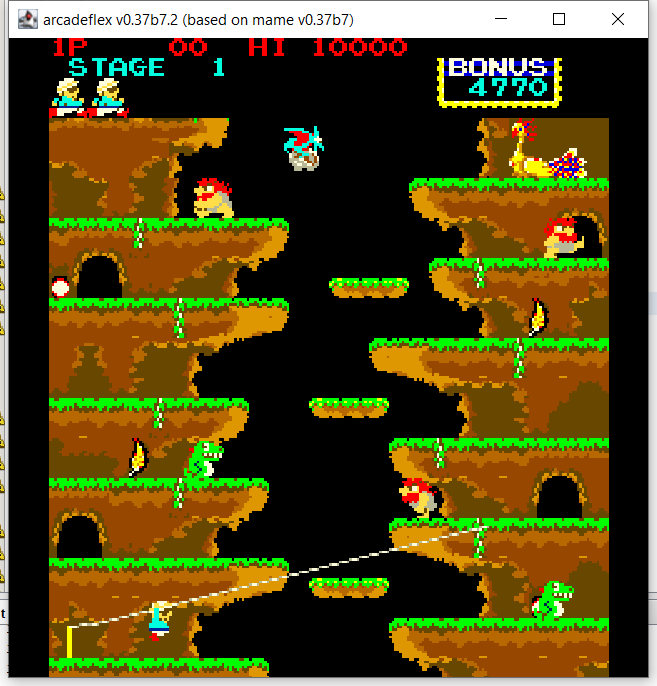 arcadeflex v0.37b7.2 (based on mame v0.37b7)
1P 00 HI 10000
STAGE 1
BONUS
4770